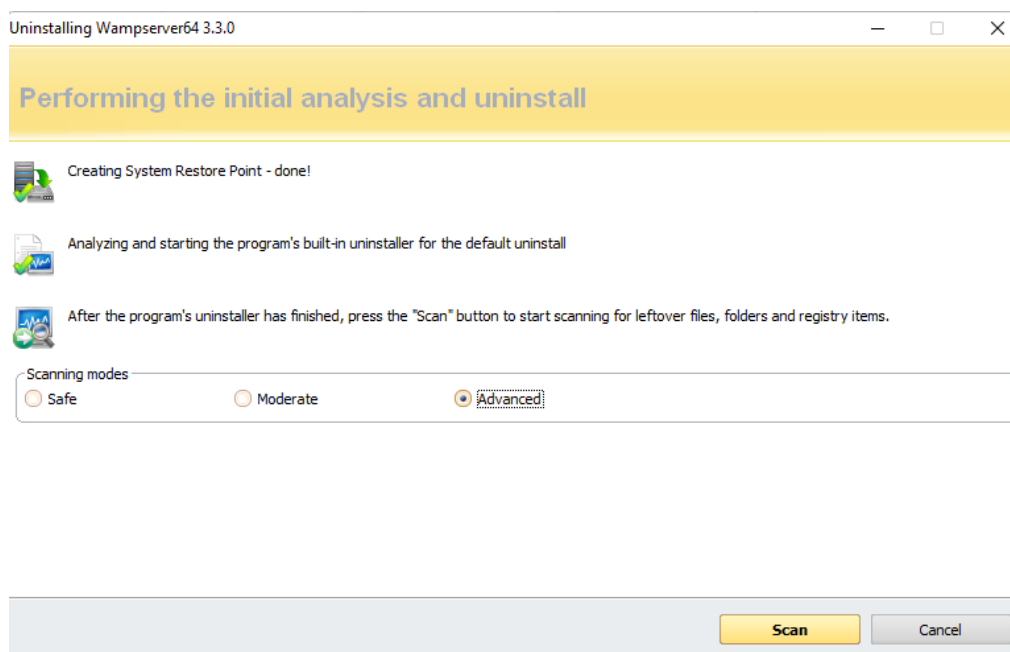 Uninstalling Wampserver64 3.3.0
Performing the initial analysis and uninstall
Creating System Restore Point - done!
Analyzing and starting the program's built-in uninstaller for the default uninstall
After the program's uninstaller has finished, press the "Scan" button to start scanning for leftover files, folders and registry items.
Scanning modes
Safe Moderate Advanced
Scan Cancel